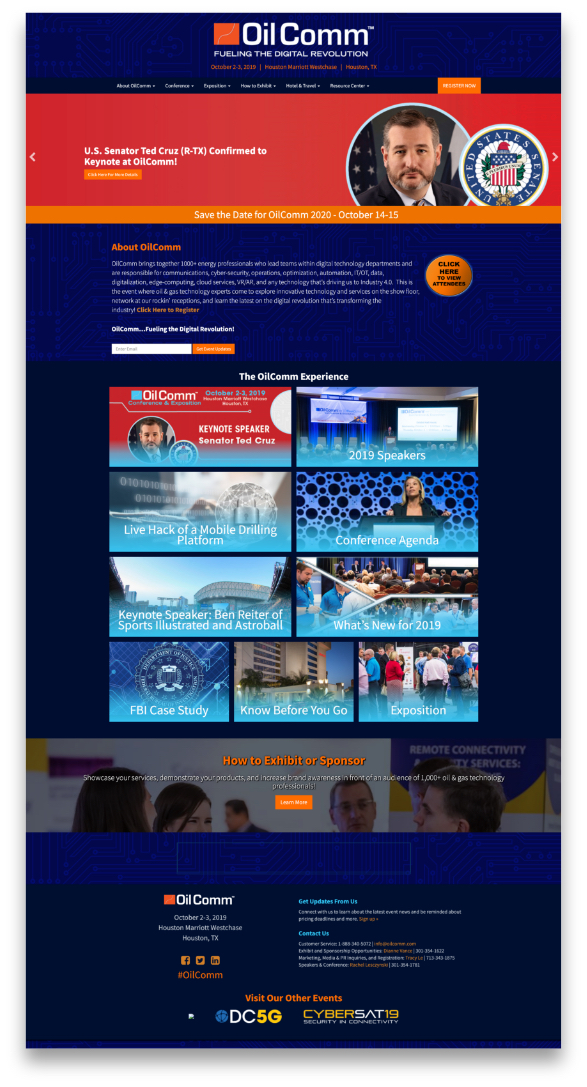 OilComm™
FUELING THE DIGITAL REVOLUTION
October 2-3, 2019 | Houston Marriott Westchase | Houston, TX
About OilComm Conference Exposition How to Exhibit Hotel & Travel Resource Center REGISTER NOW
U.S. Senator Ted Cruz (R-TX) Confirmed to
Keynote at OilComm!
Click Here For More Details
UNITED STATES SENATE
Save the Date for OilComm 2020 - October 14-15
About OilComm
OilComm brings together 1000+ energy professionals who lead teams within digital technology departments and
are responsible for communications, cyber-security, operations, optimization, automation, IT/OT, data,
digitalization, edge-computing, cloud services, VR/AR, and any technology that's driving us to Industry 4.0. This is
the event where oil & gas technology experts come to explore innovative technology and services on the show floor,
network at our rockin' receptions, and learn the latest on the digital revolution that's transforming the
industry! Click Here to Register
CLICK
HERE
TO VIEW
ATTENDEES
OilComm...Fueling the Digital Revolution!
Enter Email
Get Event Updates
The OilComm Experience
OilComm
Conference & Exposition
October 2-3, 2019
Houston Marriott Westchase
Houston, TX
KEYNOTE SPEAKER
Senator Ted Cruz
2019 Speakers
Live Hack of a Mobile Drilling
Platform
Conference Agenda
Keynote Speaker: Ben Reiter of
Sports Illustrated and Astroball
What's New for 2019
FBI Case Study
Know Before You Go
Exposition
REMOTE CONNECTIVITY
SERVICES:
How to Exhibit or Sponsor
Showcase your services, demonstrate your products, and increase brand awareness in front of an audience of 1,000+ oil & gas technology
professionals!
Learn More
OilComm™
October 2-3, 2019
Houston Marriott Westchase
Houston, TX
#OilComm
Get Updates From Us
Connect with us to learn about the latest event news and be reminded about
pricing deadlines and more. Sign up »
Contact Us
Customer Service: 1-888-340-5072 |
Exhibit and Sponsorship Opportunities: Dianne Vance | 301-354-1622
Marketing, Media & PR Inquiries, and Registration: Tracy Le | 713-343-1875
Speakers & Conference: Rachel Leszzynski | 301-354-1781
Visit Our Other Events
DC5G
CYBERSAT19
SECURITY IN CONNECTIVITY